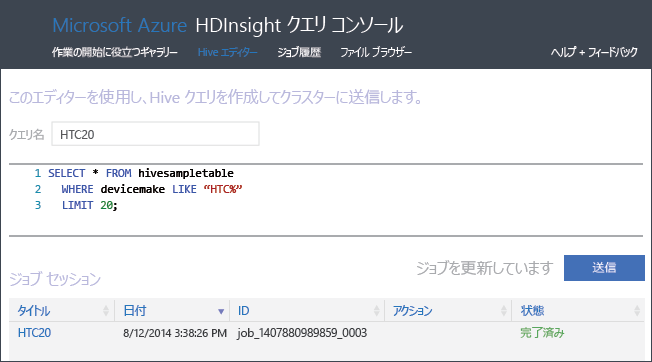 Microsoft Azure HDInsight クエリ コンソール
作業の開始に役立つギャラリー Hive エディター ジョブ履歴 ファイル ブラウザー ヘルプ + フィードバック
このエディターを使用し、Hive クエリを作成してクラスターに送信します。
クエリ名 HTC20
1 SELECT * FROM hivesampletable
2 WHERE devicemake LIKE “HTC%”
3 LIMIT 20;
ジョブを更新しています 送信
ジョブ セッション
タイトル 日付 ID アクション 状態
HTC20 8/12/2014 3:38:26 PM job_1407880989859_0003 完了済み